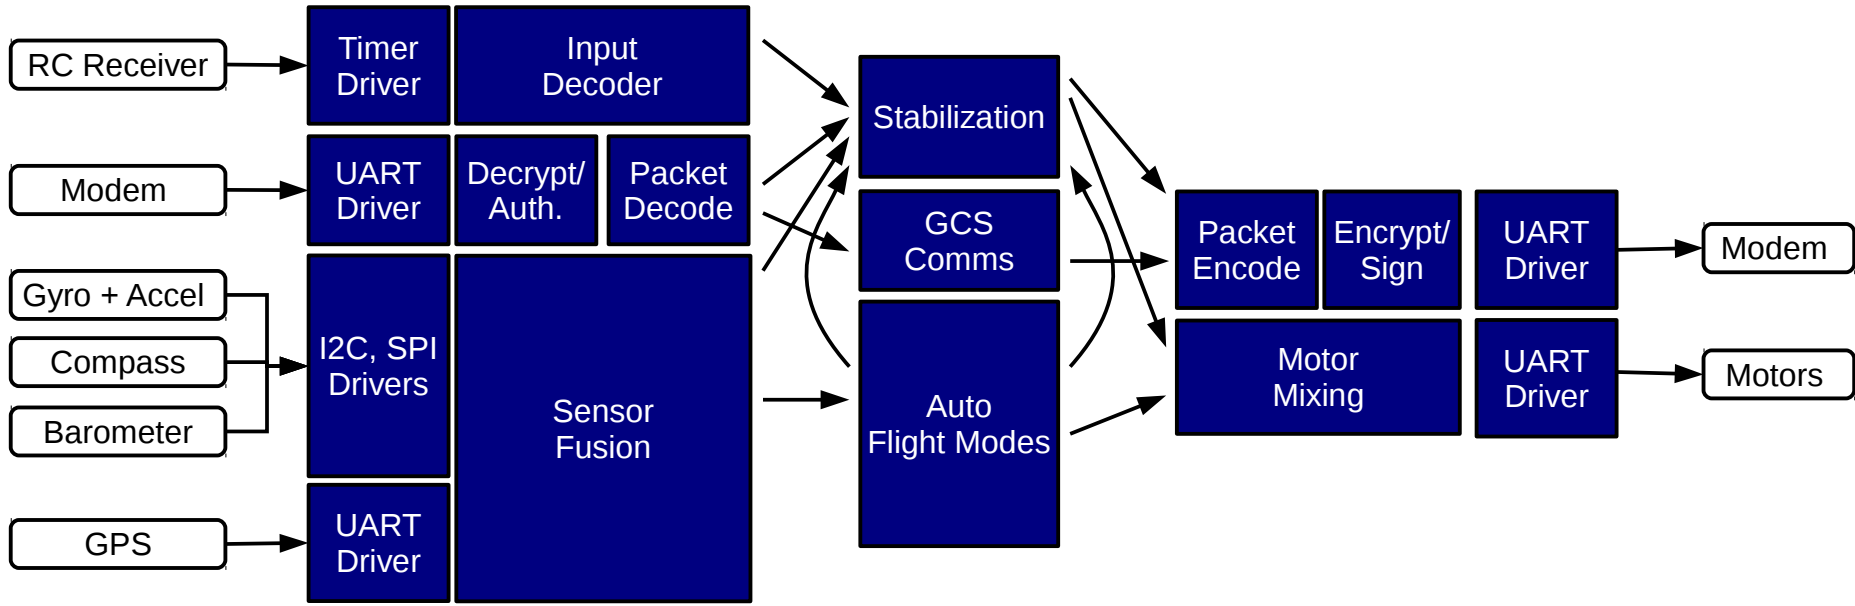 RC Receiver
Timer
Driver
Input
Decoder
Modem
UART
Driver
Decrypt/
Auth.
Packet
Decode
Gyro + Accel
Compass
Barometer
I2C, SPI
Drivers
Sensor
Fusion
GPS
UART
Driver
Stabilization
GCS
Comms
Auto
Flight Modes
Packet
Encode
Encrypt/
Sign
UART
Driver
Modem
Motor
Mixing
UART
Driver
Motors